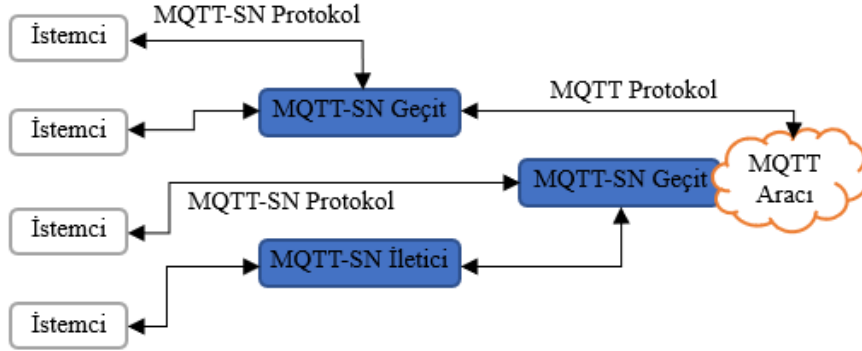 MQTT-SN Protokol
İstemci
MQTT-SN Geçit
MQTT Protokol
İstemci
MQTT-SN Geçit
MQTT
Aracı
MQTT-SN Protokol
İstemci
MQTT-SN İletici
İstemci